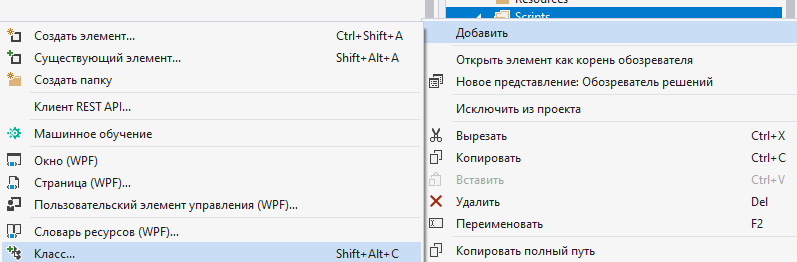 Resources
Scripts
Создать элемент... Ctrl+Shift+A
Существующий элемент... Shift+Alt+A
Создать папку
Клиент REST API...
Машинное обучение
Окно (WPF)
Страница (WPF)...
Пользовательский элемент управления (WPF)...
Словарь ресурсов (WPF)...
Класс... Shift+Alt+C
Добавить
Открыть элемент как корень обозревателя
Новое представление: Обозреватель решений
Исключить из проекта
Вырезать Ctrl+X
Копировать Ctrl+C
Вставить Ctrl+V
Удалить Del
Переименовать F2
Копировать полный путь